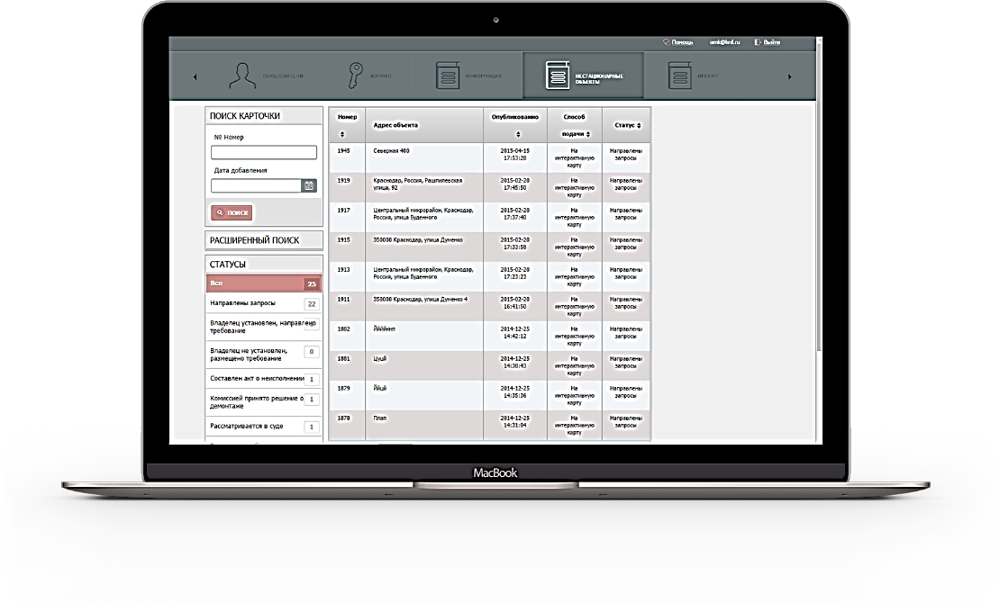 Помощь umk@krd.ru Выйти
ПОЛЬЗОВАТЕЛИ ЖУРНАЛ ИНФОРМАЦИЯ НЕСТАЦИОНАРНЫЕ ИМПОРТ
ОБЪЕКТЫ
ПОИСК КАРТОЧКИ
№ Номер
Дата добавления
ПОИСК
РАСШИРЕННЫЙ ПОИСК
СТАТУСЫ
Все 25
Направлены запросы 22
Владелец установлен, направлено
требование
Владелец не установлен, 0
размещено требование
Составлен акт о неисполнении 1
Комиссией принято решение о 1
демонтаже
Рассматривается в суде 1
Номер Адрес объекта Опубликованно Способ Статус
подачи
1945 Северная 400 2015-04-15 На Направлены
17:53:28 интерактивную запросы
карту
1919 Краснодар, Россия, Рашпилевская 2015-02-20 На Направлены
улица, 92 17:45:50 интерактивную запросы
карту
1917 Центральный микрорайон, Краснодар, 2015-02-20 На Направлены
Россия, улица Буденного 17:37:40 интерактивную запросы
карту
1915 350000 Краснодар, улица Дуненко 2015-02-20 На Направлены
17:33:58 интерактивную запросы
карту
1913 Центральный микрорайон, Краснодар, 2015-02-20 На Направлены
Россия, улица Буденного 17:23:23 интерактивную запросы
карту
1911 350000 Краснодар, улица Дуненко 4 2015-02-20 На Направлены
16:41:50 интерактивную запросы
карту
1882 2014-12-25 На Направлены
14:42:12 интерактивную запросы
карту
1881 Цуцй 2014-12-25 На Направлены
14:38:43 интерактивную запросы
карту
1879 Ййцй 2014-12-25 На Направлены
14:35:36 интерактивную запросы
карту
1878 Плап 2014-12-25 На Направлены
14:31:04 интерактивную запросы
карту
MacBook